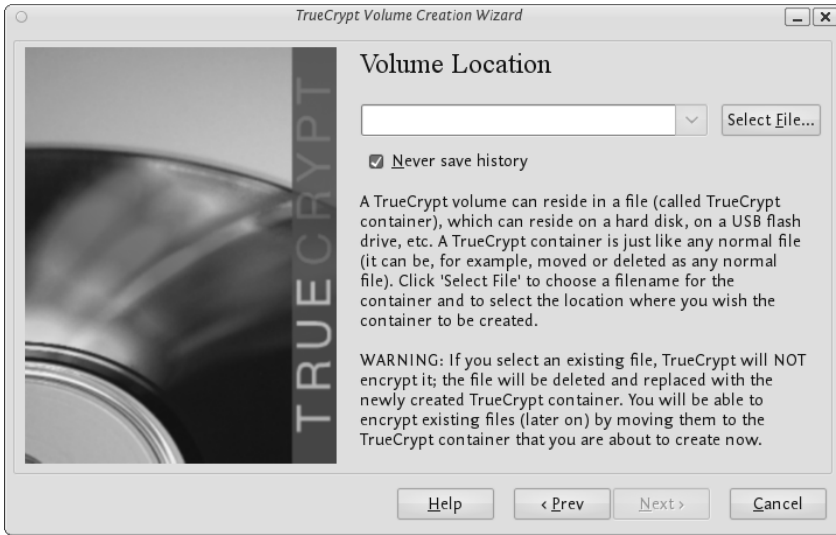 TrueCrypt Volume Creation Wizard
TRUECRYPT
Volume Location
Select File...
Never save history
A TrueCrypt volume can reside in a file (called TrueCrypt
container), which can reside on a hard disk, on a USB flash
drive, etc. A TrueCrypt container is just like any normal file
(it can be, for example, moved or deleted as any normal
file). Click 'Select File' to choose a filename for the
container and to select the location where you wish the
container to be created.
WARNING: If you select an existing file, TrueCrypt will NOT
encrypt it; the file will be deleted and replaced with the
newly created TrueCrypt container. You will be able to
encrypt existing files (later on) by moving them to the
TrueCrypt container that you are about to create now.
Help
< Prev
Next >
Cancel